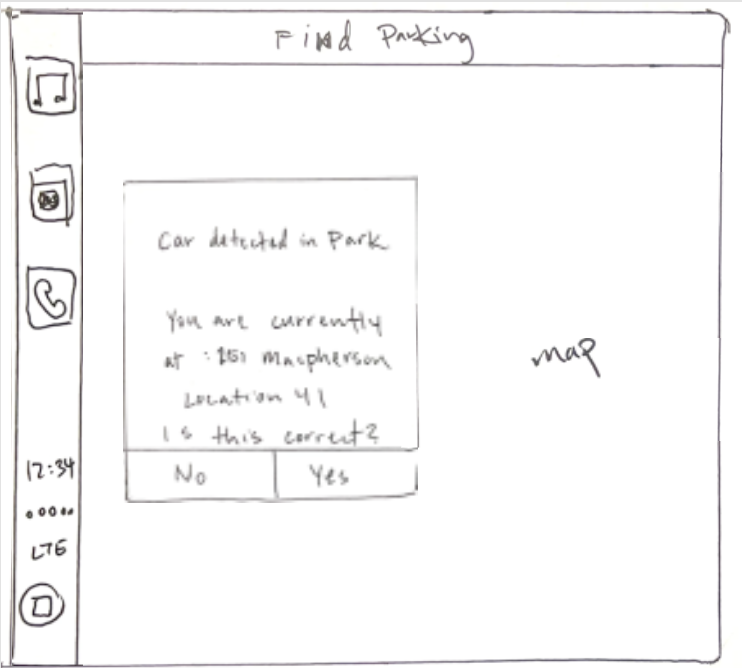 Find Parking
Car detected in Park
You are currently
at : 251 Macpherson
Location 41
Is this correct?
No
Yes
map
12:34
LTE